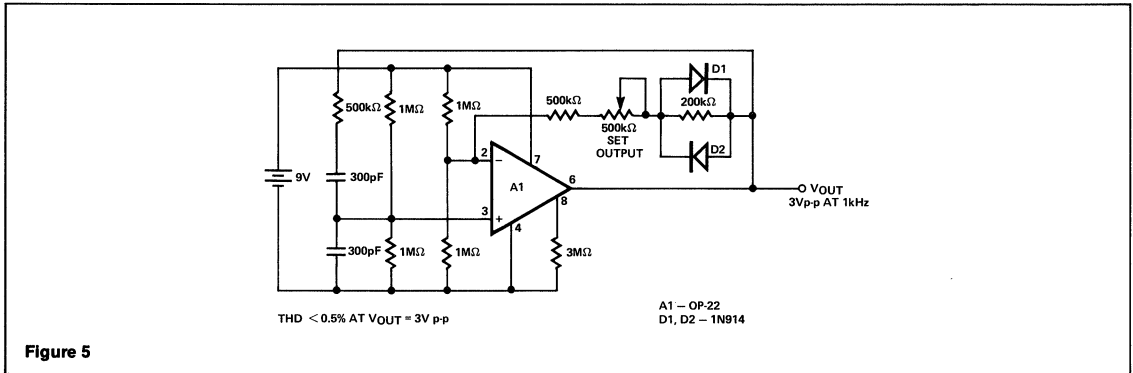 D1
500kΩ
1MΩ
1MΩ
500kΩ
500kΩ
SET
OUTPUT
200kΩ
D2
9V
300pF
2
−
7
A1
6
VOUT
3Vp-p AT 1kHz
8
3
+
4
300pF
1MΩ
1MΩ
3MΩ
THD < 0.5% AT VOUT = 3V p-p
A1 – OP-22
D1, D2 – 1N914
Figure 5